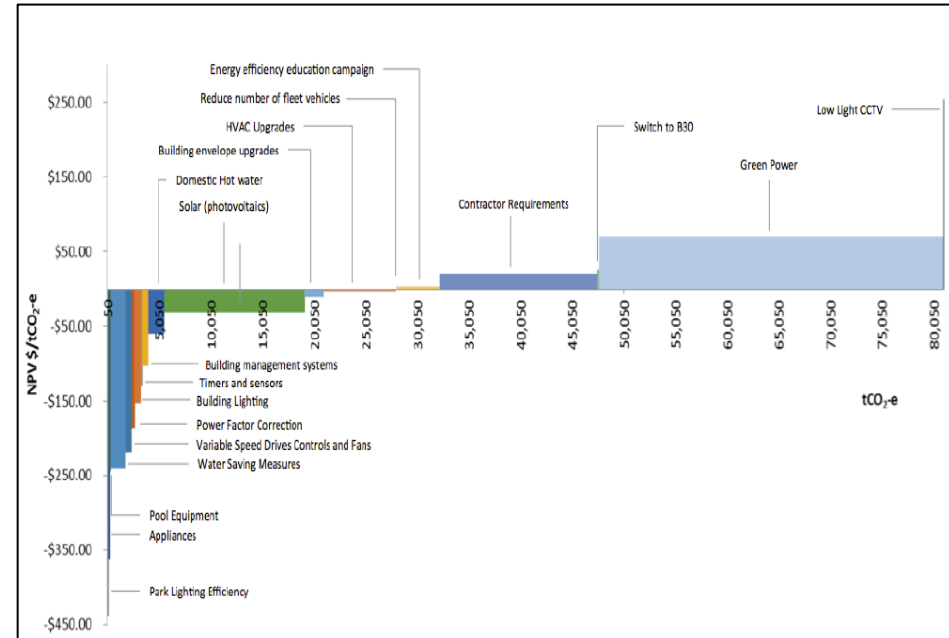 Energy efficiency education campaign
$250.00
Reduce number of fleet vehicles
Low Light CCTV
HVAC Upgrades
Switch to B30
Building envelope upgrades
Green Power
$150.00
Domestic Hot water
Solar (photovoltaics)
Contractor Requirements
$50.00
50
5,050
10,050
15,050
20,050
25,050
30,050
35,050
40,050
45,050
50,050
55,050
60,050
65,050
70,050
75,050
80,050
-$50.00
NPV $/tCO2-e
Building management systems
Timers and sensors
tCO₂-e
Building Lighting
-$150.00
Power Factor Correction
Variable Speed Drives Controls and Fans
Water Saving Measures
-$250.00
Pool Equipment
Appliances
-$350.00
Park Lighting Efficiency
-$450.00